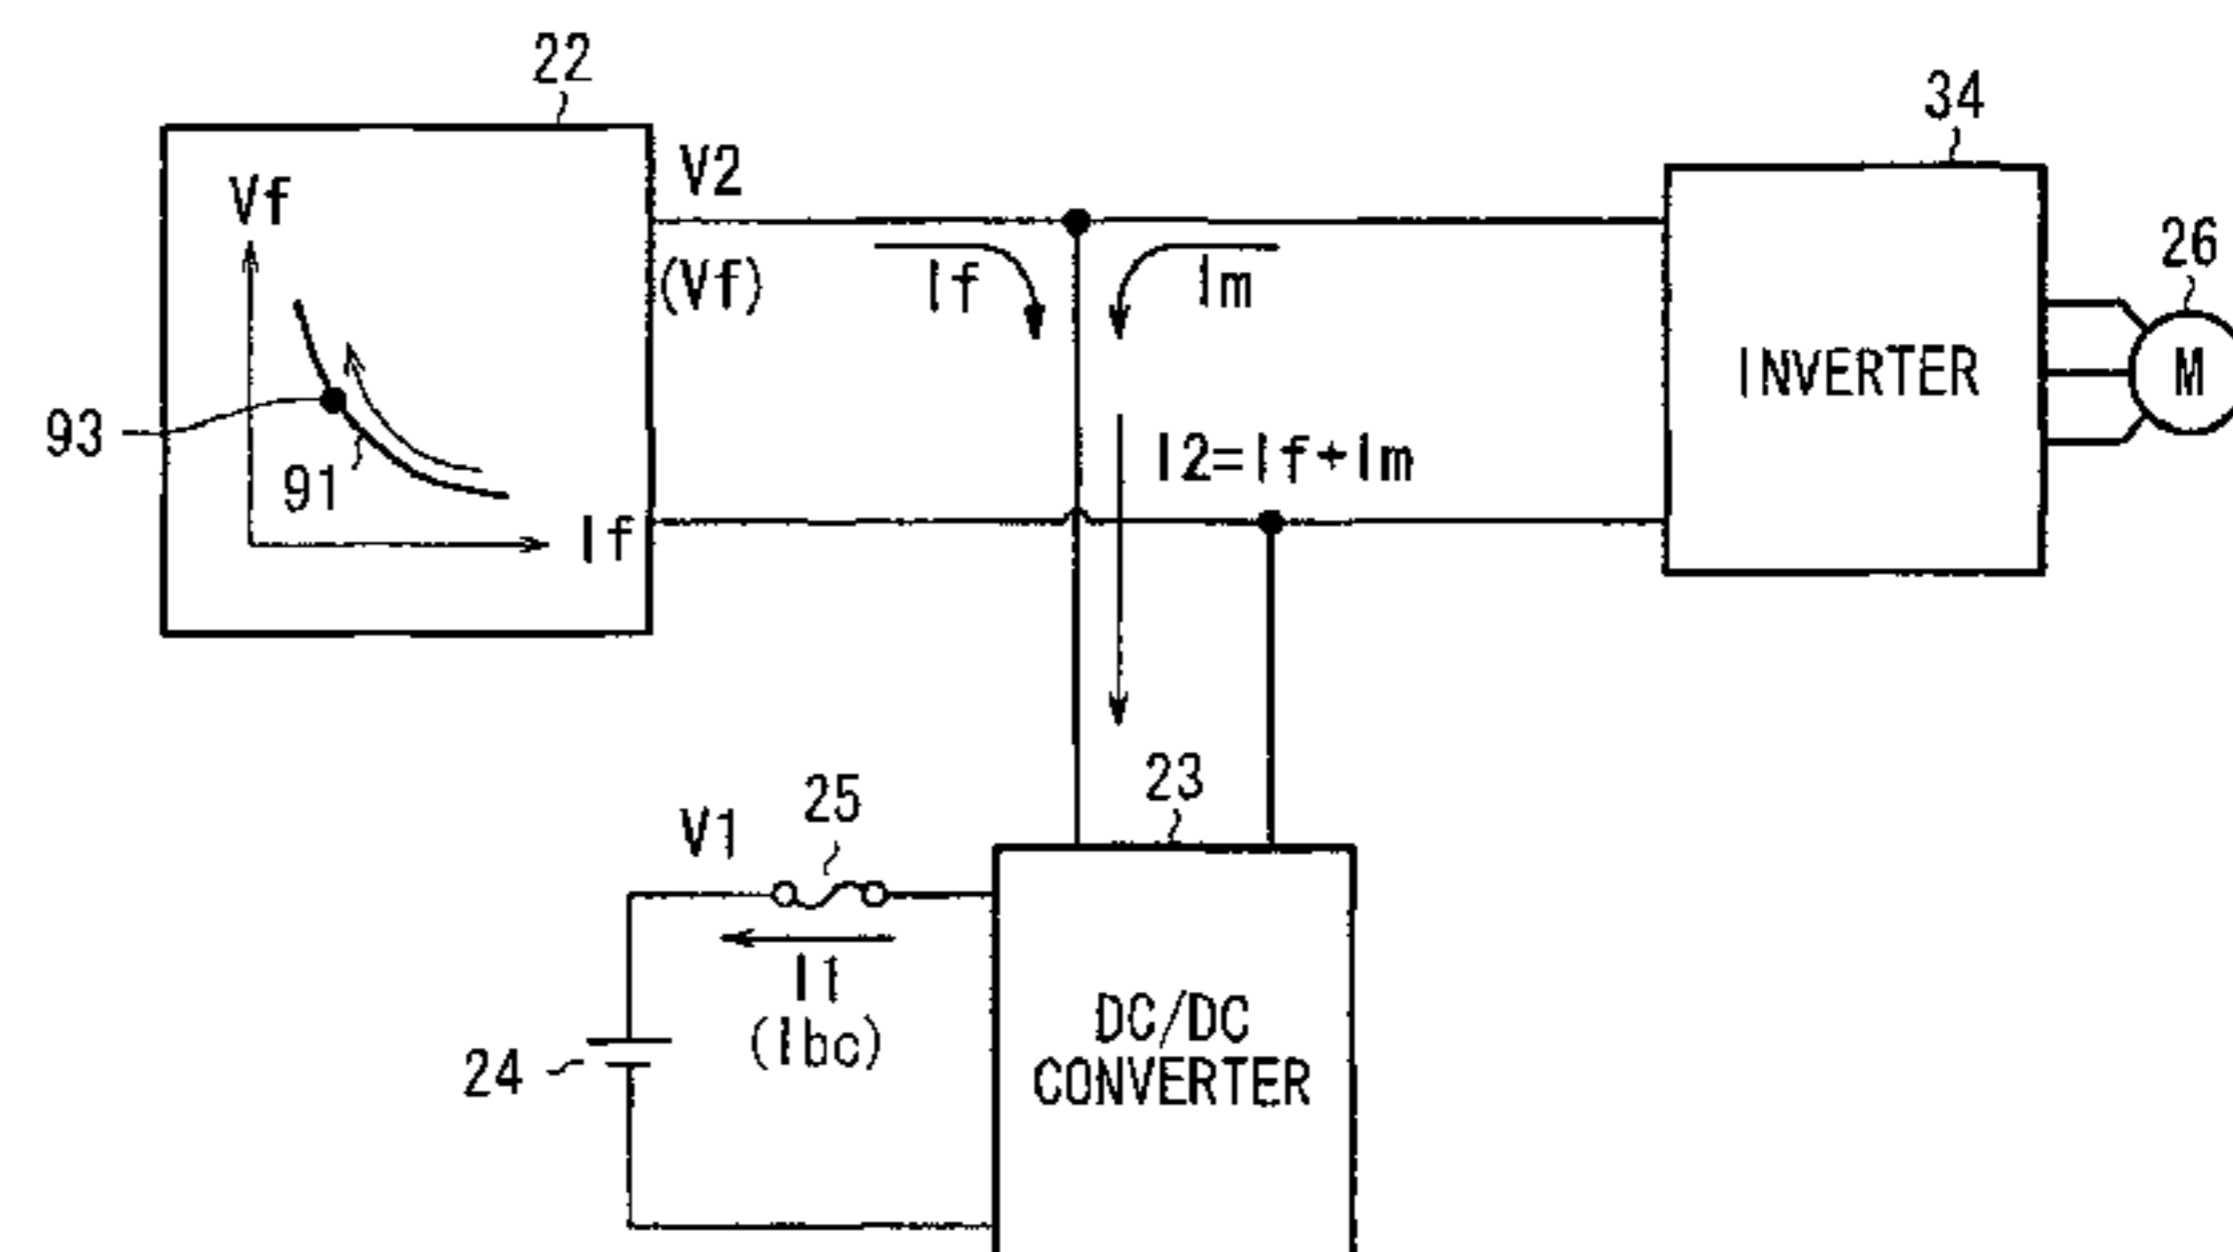 22
34
V2
Vf
26
(Vf)
If
Im
INVERTER
M
93
91
I2=If+Im
If
23
25
V1
I1
(Ibc)
24
DC/DC
CONVERTER